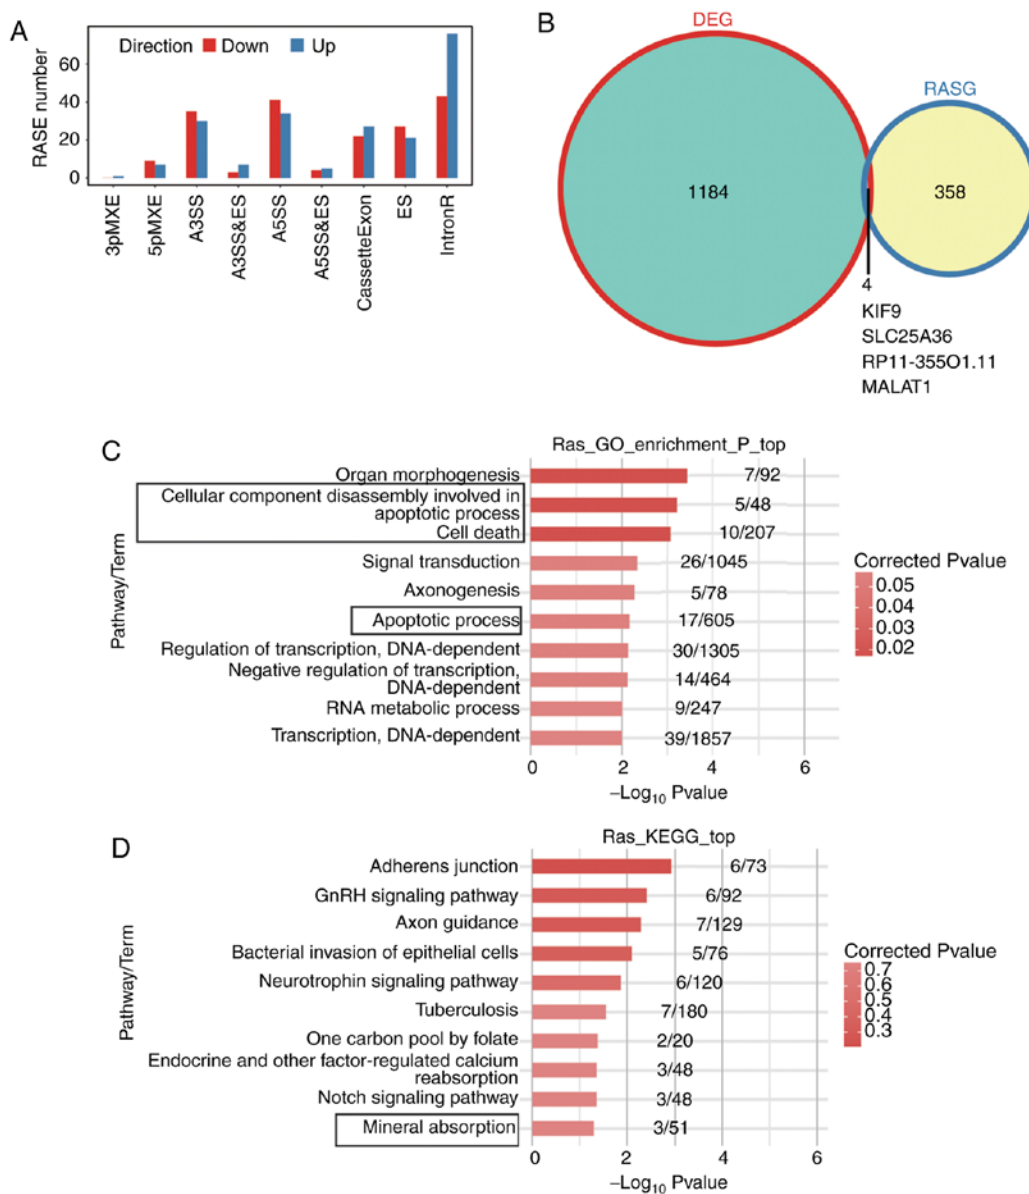 A
Direction Down Up
RASE number
60
40
20
0
3pMXE
5pMXE
A3SS
A3SS&ES
A5SS
A5SS&ES
CassetteExon
ES
IntronR
B
DEG
RASG
1184
358
4
KIF9
SLC25A36
RP11-355O1.11
MALAT1
C
Ras_GO_enrichment_P_top
Pathway/Term
Organ morphogenesis 7/92
Cellular component disassembly involved in
apoptotic process 5/48
Cell death 10/207
Signal transduction 26/1045
Axonogenesis 5/78
Apoptotic process 17/605
Regulation of transcription, DNA-dependent 30/1305
Negative regulation of transcription,
DNA-dependent 14/464
RNA metabolic process 9/247
Transcription, DNA-dependent 39/1857
0 2 4 6
–Log10 Pvalue
Corrected Pvalue
0.05
0.04
0.03
0.02
D
Ras_KEGG_top
Pathway/Term
Adherens junction 6/73
GnRH signaling pathway 6/92
Axon guidance 7/129
Bacterial invasion of epithelial cells 5/76
Neurotrophin signaling pathway 6/120
Tuberculosis 7/180
One carbon pool by folate 2/20
Endocrine and other factor-regulated calcium
reabsorption 3/48
Notch signaling pathway 3/48
Mineral absorption 3/51
0 2 4 6
–Log10 Pvalue
Corrected Pvalue
0.7
0.6
0.5
0.4
0.3